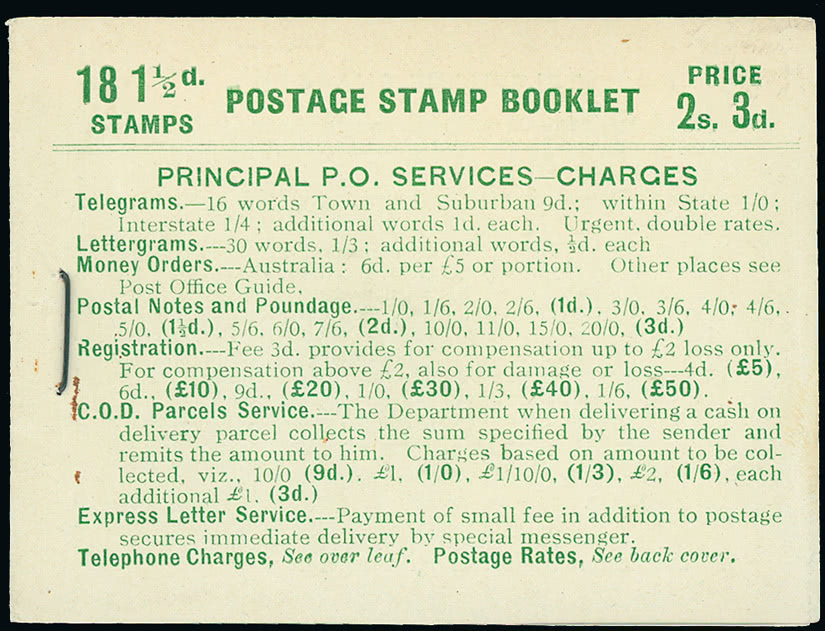 18 1½d. STAMPS
POSTAGE STAMP BOOKLET
PRICE 2s. 3d.
PRINCIPAL P.O. SERVICES—CHARGES
Telegrams.—16 words Town and Suburban 9d.; within State 1/0;
Interstate 1/4; additional words 1d. each. Urgent, double rates.
Lettergrams.---30 words, 1/3; additional words, ½d. each
Money Orders.---Australia: 6d. per £5 or portion. Other places see
Post Office Guide.
Postal Notes and Poundage.---1/0, 1/6, 2/0, 2/6, (1d.), 3/0, 3/6, 4/0, 4/6,
5/0, (1½d.), 5/6, 6/0, 7/6, (2d.), 10/0, 11/0, 15/0, 20/0, (3d.)
Registration.---Fee 3d. provides for compensation up to £2 loss only.
For compensation above £2, also for damage or loss---4d. (£5),
6d., (£10), 9d., (£20), 1/0, (£30), 1/3, (£40), 1/6, (£50).
C.O.D. Parcels Service.---The Department when delivering a cash on
delivery parcel collects the sum specified by the sender and
remits the amount to him. Charges based on amount to be col-
lected, viz., 10/0 (9d.). £1, (1/0), £1/10/0, (1/3), £2, (1/6), each
additional £1. (3d.)
Express Letter Service.---Payment of small fee in addition to postage
secures immediate delivery by special messenger.
Telephone Charges, See over leaf. Postage Rates, See back cover.